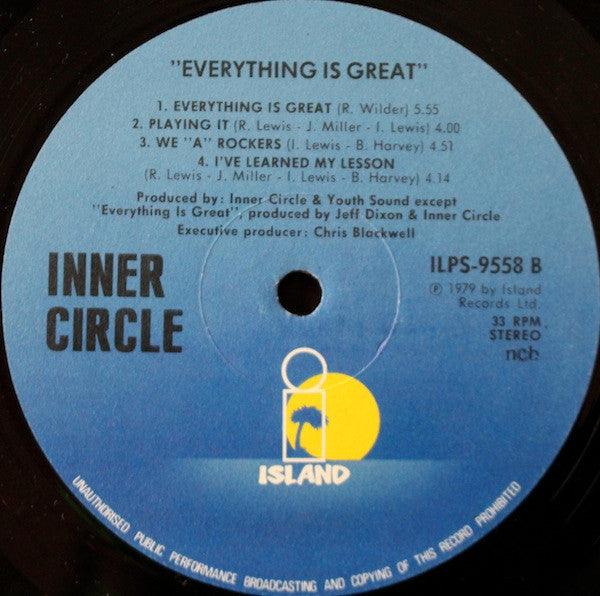 "EVERYTHING IS GREAT"
1. EVERYTHING IS GREAT (R. Wilder) 5.55
2. PLAYING IT (R. Lewis - J. Miller - I. Lewis) 4.00
3. WE "A" ROCKERS (I. Lewis - B. Harvey) 4.51
4. I'VE LEARNED MY LESSON
(R. Lewis - J. Miller - I. Lewis - B. Harvey) 4.14
Produced by: Inner Circle & Youth Sound except
"Everything Is Great", produced by Jeff Dixon & Inner Circle
Executive producer: Chris Blackwell
INNER
CIRCLE
ILPS-9558 B
℗ 1979 by Island
Records Ltd.
33 RPM
STEREO
ncb
ISLAND
UNAUTHORISED PUBLIC PERFORMANCE BROADCASTING AND COPYING OF THIS RECORD PROHIBITED